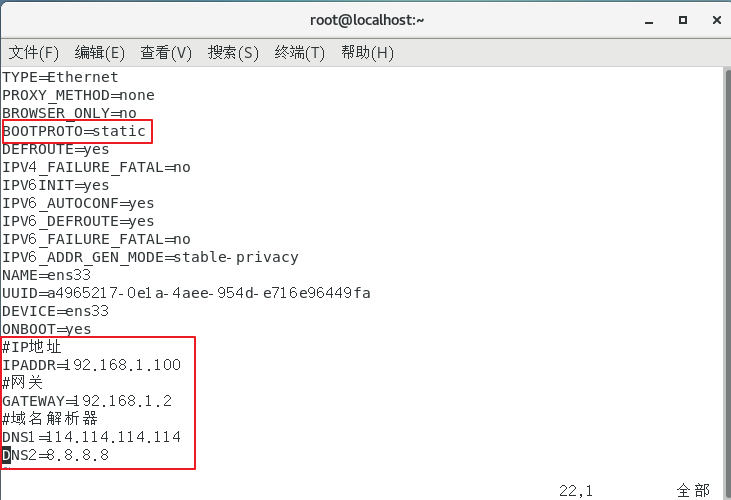 root@localhost:~
文件(F) 编辑(E) 查看(V) 搜索(S) 终端(T) 帮助(H)
TYPE=Ethernet
PROXY_METHOD=none
BROWSER_ONLY=no
BOOTPROTO=static
DEFROUTE=yes
IPV4_FAILURE_FATAL=no
IPV6INIT=yes
IPV6_AUTOCONF=yes
IPV6_DEFROUTE=yes
IPV6_FAILURE_FATAL=no
IPV6_ADDR_GEN_MODE=stable-privacy
NAME=ens33
UUID=a4965217-0e1a-4aee-954d-e716e96449fa
DEVICE=ens33
ONBOOT=yes
#IP地址
IPADDR=192.168.1.100
#网关
GATEWAY=192.168.1.2
#域名解析器
DNS1=114.114.114.114
DNS2=8.8.8.8
22,1 全部